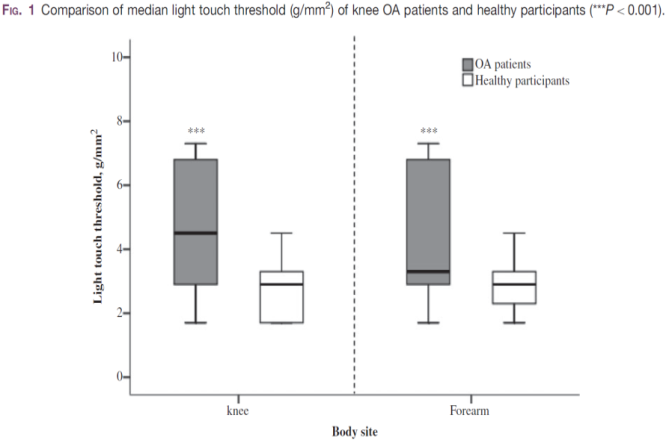 FIG. 1 Comparison of median light touch threshold (g/mm²) of knee OA patients and healthy participants (***P < 0.001).
10
OA patients
Healthy participants
8
***
***
6
Light touch threshold, g/mm²
4
2
0
knee
Forearm
Body site